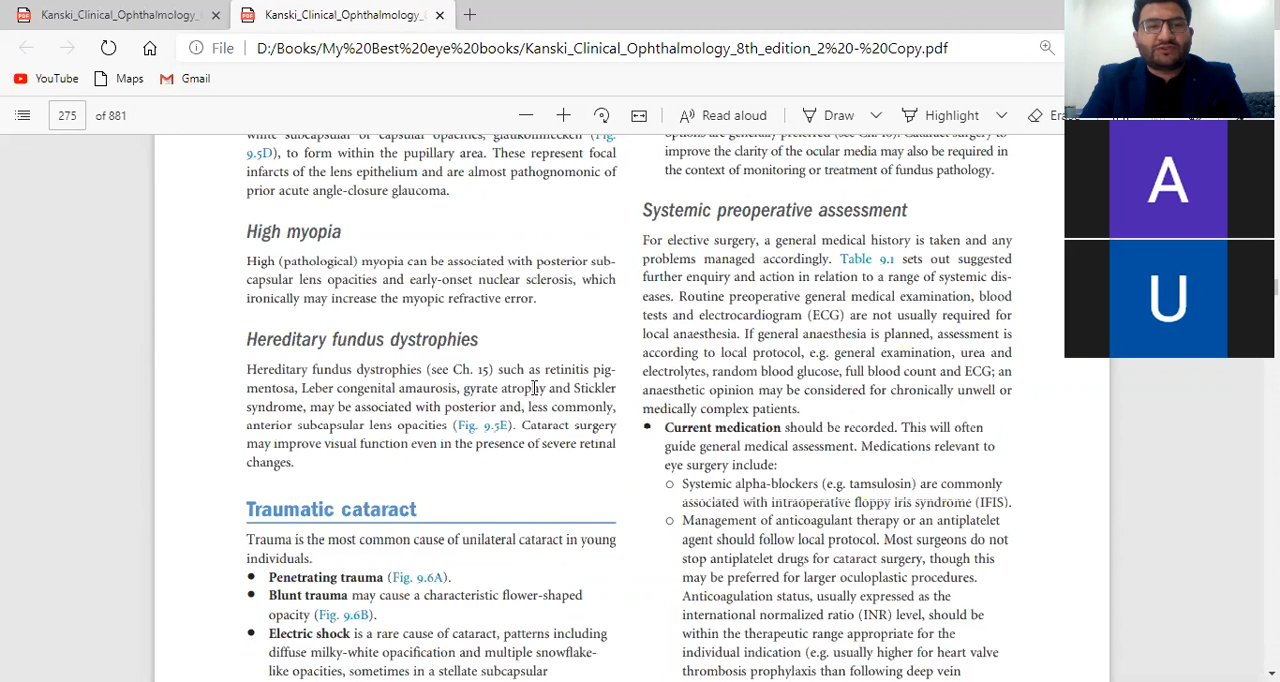 Kanski_Clinical_Ophthalmology_
Kanski_Clinical_Ophthalmology_
File
D:/Books/My%20Best%20eye%20books/Kanski_Clinical_Ophthalmology_8th_edition_2%20-%20Copy.pdf
YouTube
Maps
Gmail
275 of 881
Read aloud
Draw
Highlight
white subcapsular or capsular opacities, glaukomflecken (Fig.
9.5D), to form within the pupillary area. These represent focal
infarcts of the lens epithelium and are almost pathognomonic of
prior acute angle-closure glaucoma.
High myopia
High (pathological) myopia can be associated with posterior sub-
capsular lens opacities and early-onset nuclear sclerosis, which
ironically may increase the myopic refractive error.
Hereditary fundus dystrophies
Hereditary fundus dystrophies (see Ch. 15) such as retinitis pig-
mentosa, Leber congenital amaurosis, gyrate atrophy and Stickler
syndrome, may be associated with posterior and, less commonly,
anterior subcapsular lens opacities (Fig. 9.5E). Cataract surgery
may improve visual function even in the presence of severe retinal
changes.
Traumatic cataract
Trauma is the most common cause of unilateral cataract in young
individuals.
• Penetrating trauma (Fig. 9.6A).
• Blunt trauma may cause a characteristic flower-shaped
opacity (Fig. 9.6B).
• Electric shock is a rare cause of cataract, patterns including
diffuse milky-white opacification and multiple snowflake-
like opacities, sometimes in a stellate subcapsular
options are generally preferred (see Ch. 10). Cataract surgery to
improve the clarity of the ocular media may also be required in
the context of monitoring or treatment of fundus pathology.
Systemic preoperative assessment
For elective surgery, a general medical history is taken and any
problems managed accordingly. Table 9.1 sets out suggested
further enquiry and action in relation to a range of systemic dis-
eases. Routine preoperative general medical examination, blood
tests and electrocardiogram (ECG) are not usually required for
local anaesthesia. If general anaesthesia is planned, assessment is
according to local protocol, e.g. general examination, urea and
electrolytes, random blood glucose, full blood count and ECG; an
anaesthetic opinion may be considered for chronically unwell or
medically complex patients.
• Current medication should be recorded. This will often
guide general medical assessment. Medications relevant to
eye surgery include:
○ Systemic alpha-blockers (e.g. tamsulosin) are commonly
associated with intraoperative floppy iris syndrome (IFIS).
○ Management of anticoagulant therapy or an antiplatelet
agent should follow local protocol. Most surgeons do not
stop antiplatelet drugs for cataract surgery, though this
may be preferred for larger oculoplastic procedures.
Anticoagulation status, usually expressed as the
international normalized ratio (INR) level, should be
within the therapeutic range appropriate for the
individual indication (e.g. usually higher for heart valve
thrombosis prophylaxis than following deep vein
A
U